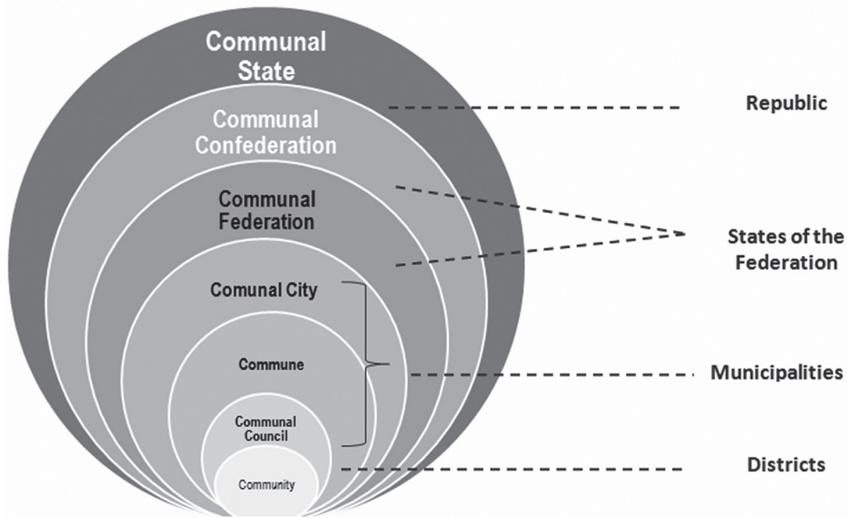 Communal
State
Communal
Confederation
Communal
Federation
Comunal City
Commune
Communal
Council
Community
Republic
States of the
Federation
Municipalities
Districts